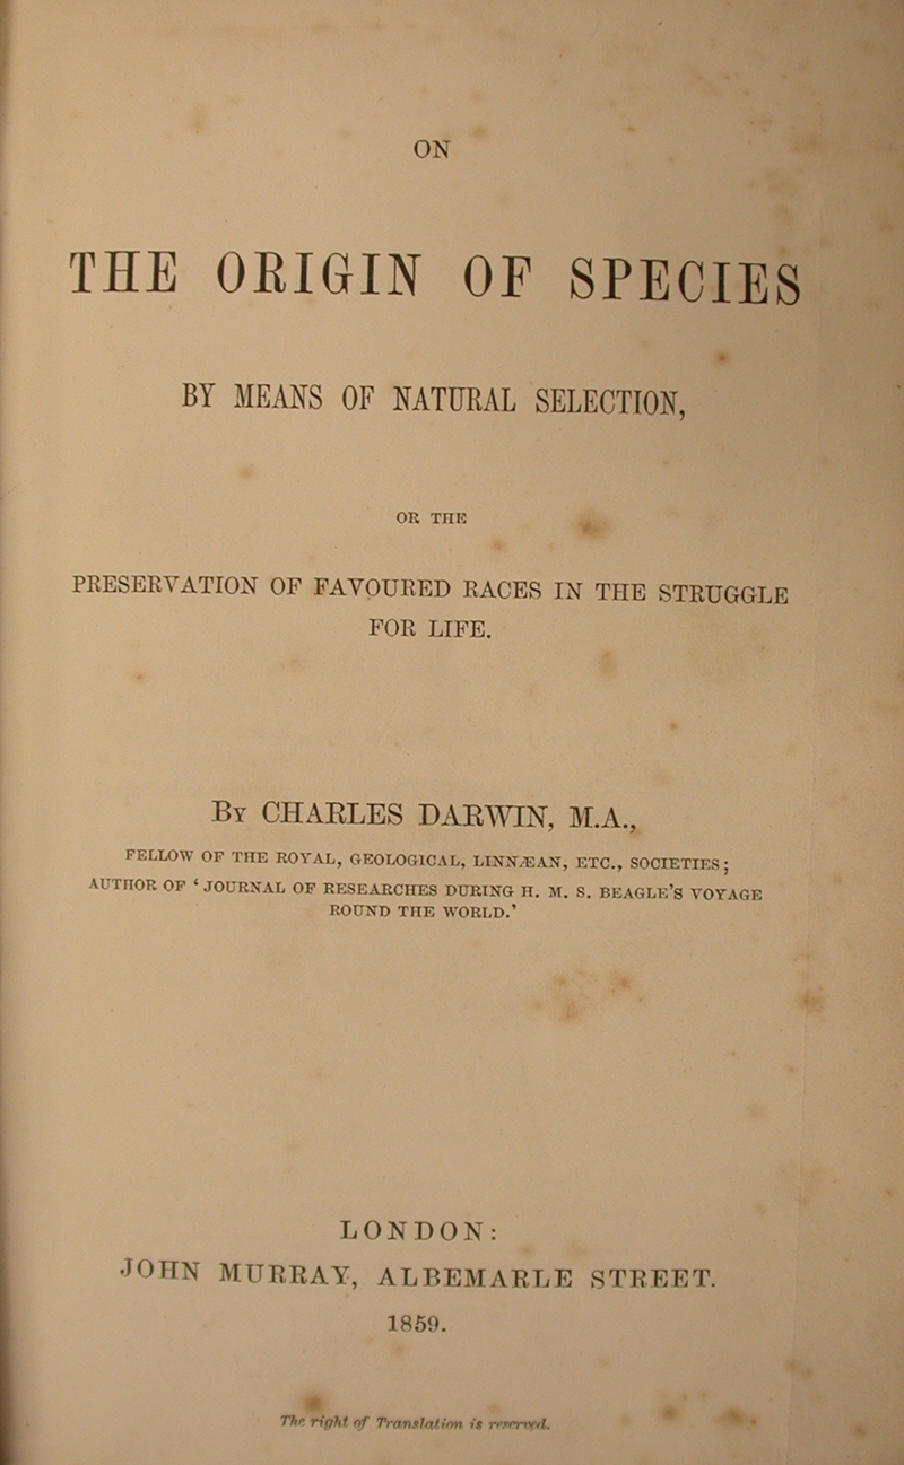 ON
THE ORIGIN OF SPECIES
BY MEANS OF NATURAL SELECTION,
OR THE
PRESERVATION OF FAVOURED RACES IN THE STRUGGLE
FOR LIFE.
BY CHARLES DARWIN, M.A.,
FELLOW OF THE ROYAL, GEOLOGICAL, LINNÆAN, ETC., SOCIETIES;
AUTHOR OF ‘JOURNAL OF RESEARCHES DURING H. M. S. BEAGLE’S VOYAGE
ROUND THE WORLD.’
LONDON:
JOHN MURRAY, ALBEMARLE STREET.
1859.
The right of Translation is reserved.